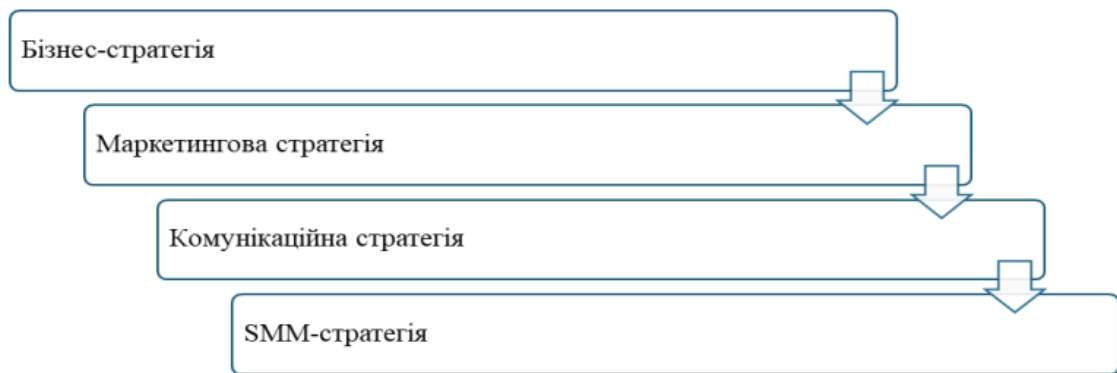 Бізнес-стратегія
Маркетингова стратегія
Комунікаційна стратегія
SMM-стратегія